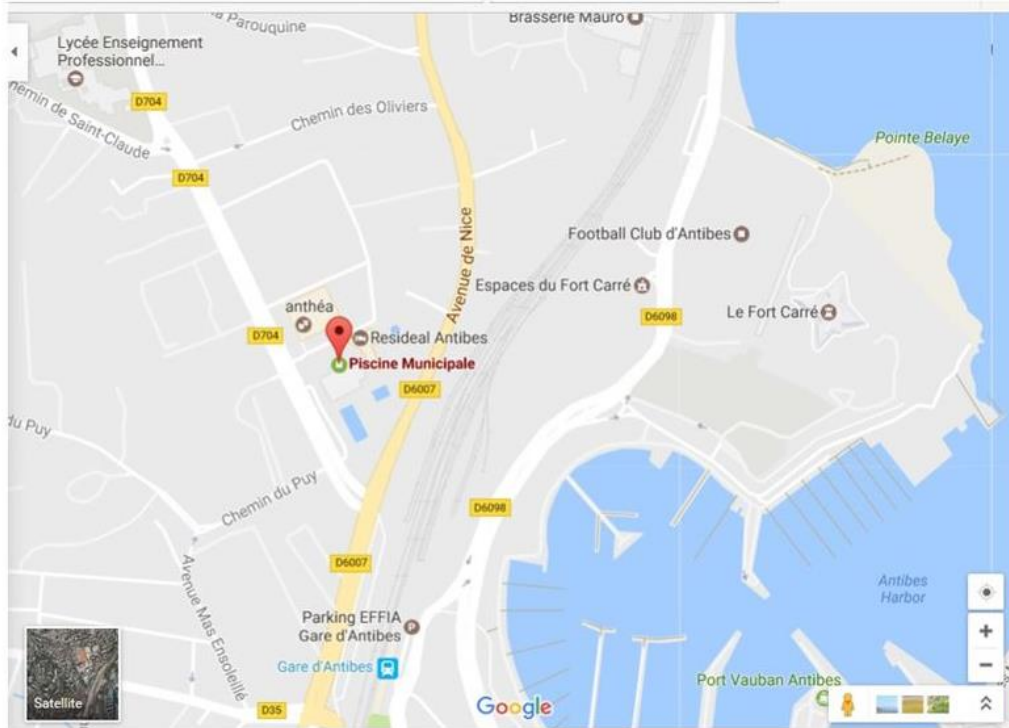 Parouquine
Brasserie Mauro
Lycée Enseignement
Professionnel...
D704
Chemin des Oliviers
Chemin de Saint-Claude
Pointe Belaye
D704
Avenue de Nice
Football Club d'Antibes
Espaces du Fort Carré
anthéa
Le Fort Carré
D6098
D704
Resideal Antibes
Piscine Municipale
D6007
du Puy
Chemin du Puy
D6098
D6007
Avenue Mas Ensoleillé
Antibes
Harbor
Parking EFFIA
Gare d'Antibes
P
Gare d'Antibes
Port Vauban Antibes
Satellite
D35
Google